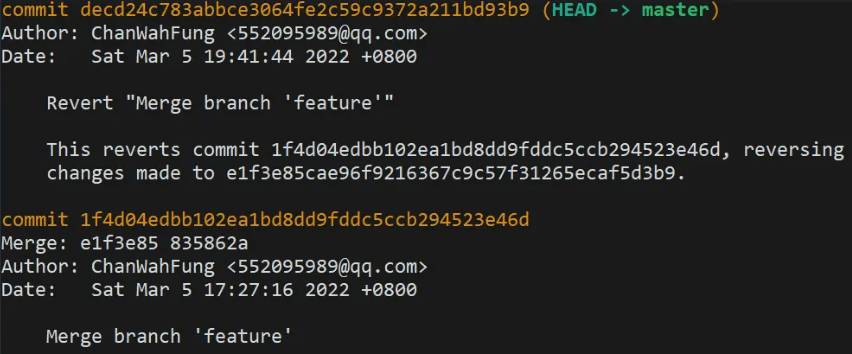 commit decd24c783abbce3064fe2c59c9372a211bd93b9 (HEAD -> master)
Author: ChanWahFung <552095989@qq.com>
Date:   Sat Mar 5 19:41:44 2022 +0800
Revert "Merge branch 'feature'"
This reverts commit 1f4d04edbb102ea1bd8dd9fddc5ccb294523e46d, reversing
changes made to e1f3e85cae96f9216367c9c57f31265ecaf5d3b9.
commit 1f4d04edbb102ea1bd8dd9fddc5ccb294523e46d
Merge: e1f3e85 835862a
Author: ChanWahFung <552095989@qq.com>
Date:   Sat Mar 5 17:27:16 2022 +0800
Merge branch 'feature'